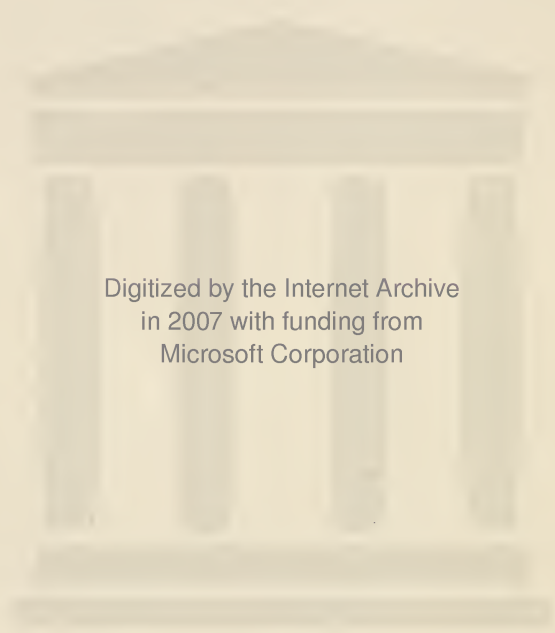 Digitized by the Internet Archive
in 2007 with funding from
Microsoft Corporation